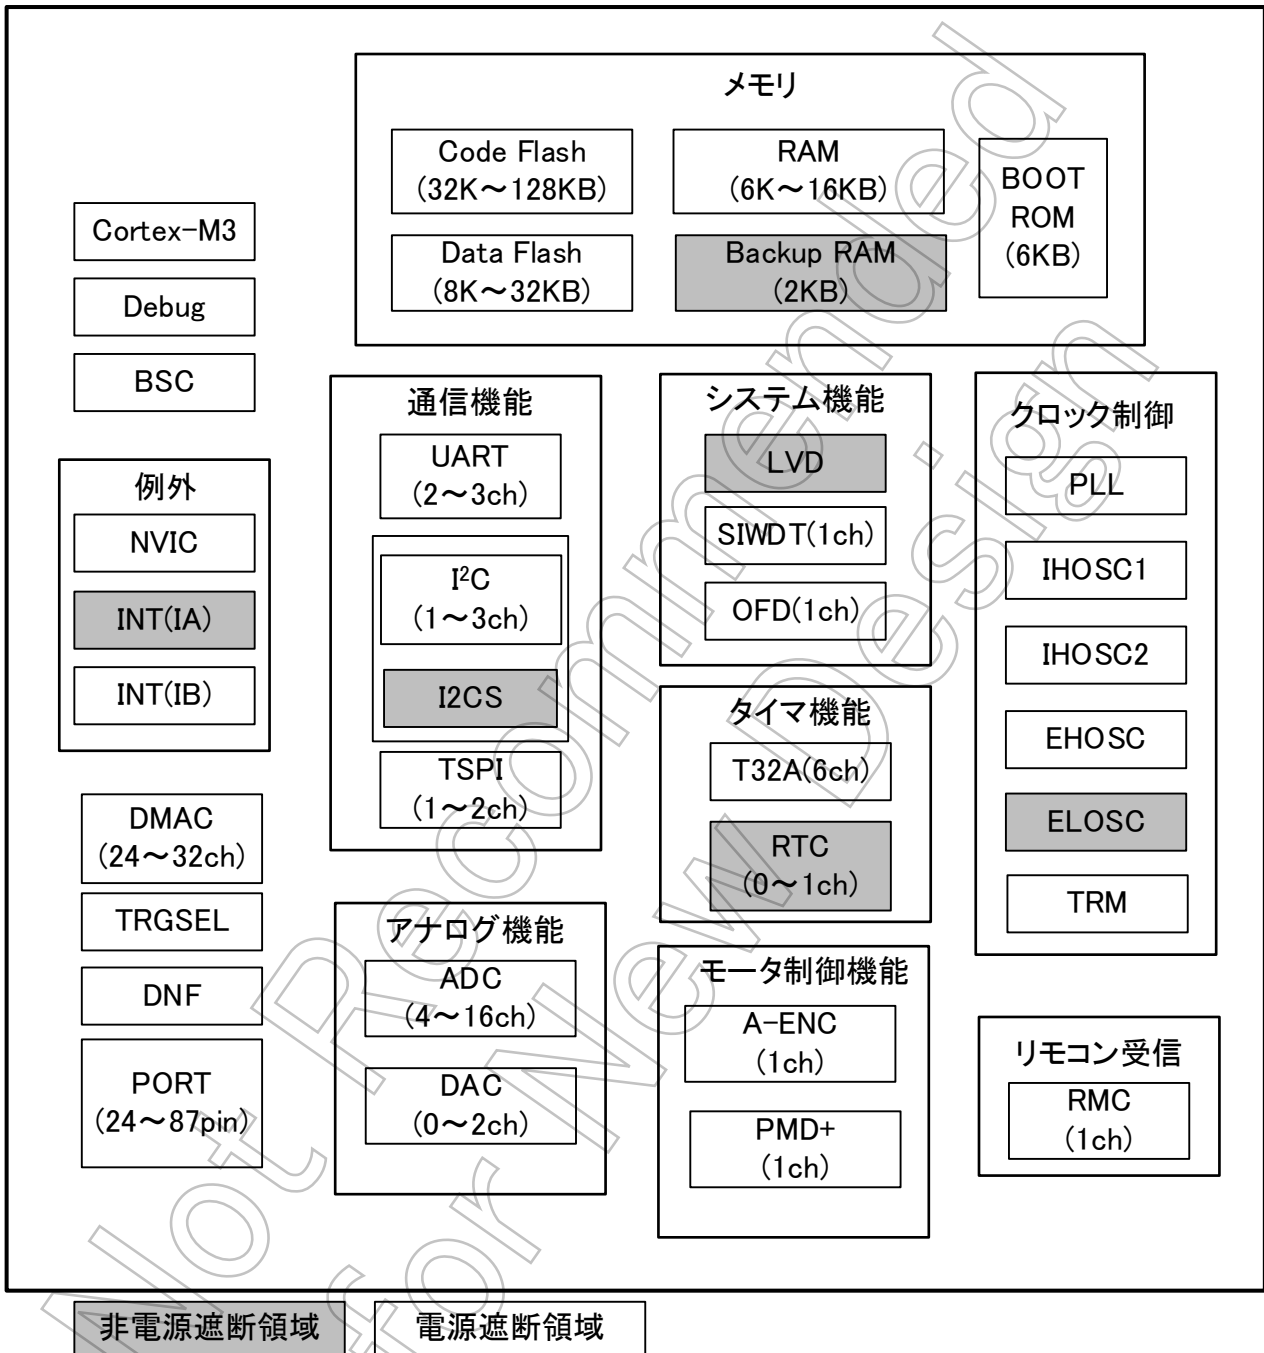 メモリ
Code Flash
(32K～128KB)
RAM
(6K～16KB)
BOOT
ROM
(6KB)
Data Flash
(8K～32KB)
Backup RAM
(2KB)
Cortex-M3
Debug
BSC
例外
NVIC
INT(IA)
INT(IB)
DMAC
(24～32ch)
TRGSEL
DNF
PORT
(24～87pin)
通信機能
UART
(2～3ch)
I²C
(1～3ch)
I2CS
TSPI
(1～2ch)
アナログ機能
ADC
(4～16ch)
DAC
(0～2ch)
システム機能
LVD
SIWDT(1ch)
OFD(1ch)
タイマ機能
T32A(6ch)
RTC
(0～1ch)
モータ制御機能
A-ENC
(1ch)
PMD+
(1ch)
クロック制御
PLL
IHOSC1
IHOSC2
EHOSC
ELOSC
TRM
リモコン受信
RMC
(1ch)
非電源遮断領域
電源遮断領域
Not Recommended
for New Design